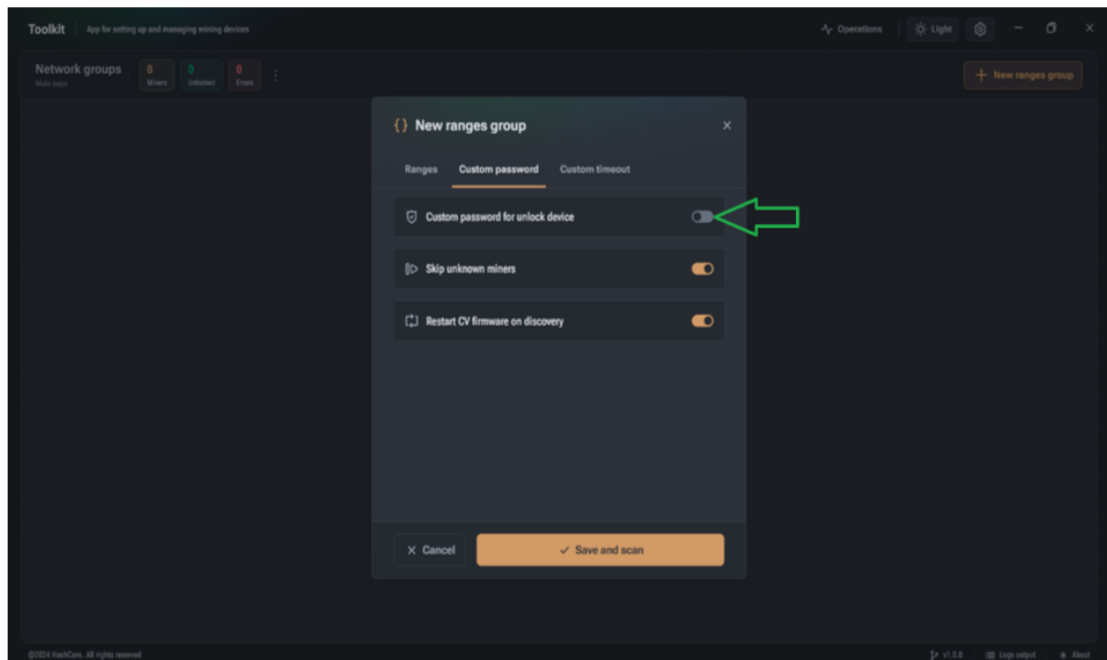 Toolkit App for setting up and managing mining devices
Operations Light
Network groups
Main page
0 Miners
0 Unlocked
0 Errors
New ranges group
{} New ranges group
Ranges Custom password Custom timeout
Custom password for unlock device
Skip unknown miners
Restart CV firmware on discovery
Cancel Save and scan
©2024 HashCore. All rights reserved v1.0.8 Logs output About